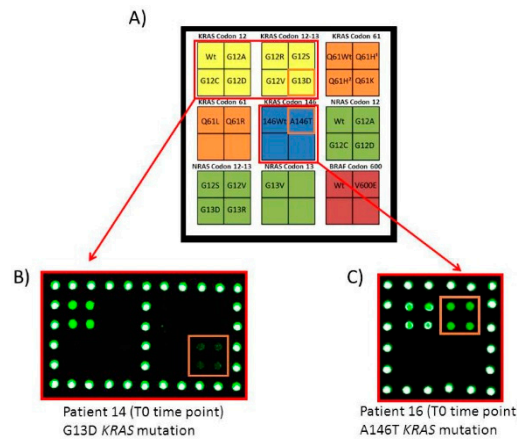 A)
KRAS Codon 12 KRAS Codon 12-13 KRAS Codon 61
Wt G12A G12R G12S Q61Wt Q61H¹
G12C G12D G12V G13D Q61H² Q61K
KRAS Codon 61 KRAS Codon 146 NRAS Codon 12
Q61L Q61R 146Wt A146T Wt G12A
G12C G12D
NRAS Codon 12-13 NRAS Codon 13 BRAF Codon 600
G12S G12V G13V Wt V600E
G13D G13R
B)
C)
Patient 14 (T0 time point)
G13D KRAS mutation
Patient 16 (T0 time point
A146T KRAS mutation